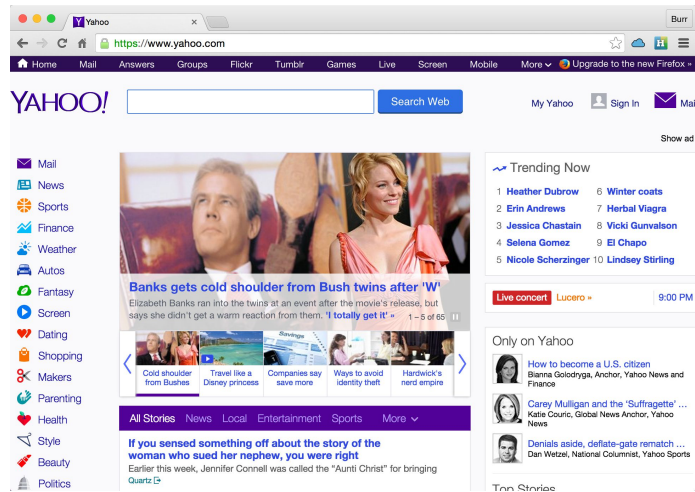 Yahoo
Burr
https://www.yahoo.com
Home Mail Answers Groups Flickr Tumblr Games Live Screen Mobile More Upgrade to the new Firefox »
YAHOO!
Search Web
My Yahoo
Sign In
Mai
Show ad
Mail
News
Sports
Finance
Weather
Autos
Fantasy
Screen
Dating
Shopping
Makers
Parenting
Health
Style
Beauty
Politics
Banks gets cold shoulder from Bush twins after 'W'
Elizabeth Banks ran into the twins at an event after the movie's release, but
says she didn't get a warm reaction from them. 'I totally get it' »
1 – 5 of 65
Savings
Cold shoulder
from Bushes
Travel like a
Disney princess
Companies say
save more
Ways to avoid
identity theft
Hardwick's
nerd empire
All Stories News Local Entertainment Sports More
If you sensed something off about the story of the
woman who sued her nephew, you were right
Earlier this week, Jennifer Connell was called the "Aunti Christ" for bringing
Quartz
Trending Now
1 Heather Dubrow
2 Erin Andrews
3 Jessica Chastain
4 Selena Gomez
5 Nicole Scherzinger
6 Winter coats
7 Herbal Viagra
8 Vicki Gunvalson
9 El Chapo
10 Lindsey Stirling
Live concert Lucero » 9:00 PM
Only on Yahoo
How to become a U.S. citizen
Bianna Golodryga, Anchor, Yahoo News and
Finance
Carey Mulligan and the 'Suffragette' ...
Katie Couric, Global News Anchor, Yahoo
News
Denials aside, deflate-gate rematch ...
Dan Wetzel, National Columnist, Yahoo Sports
Top Stories